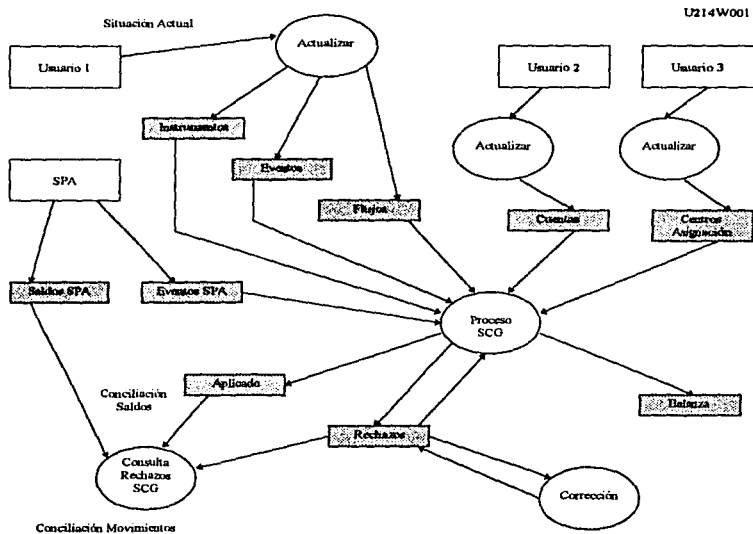 Situación Actual
U214W001
Actualizar
Usuario 1
Usuario 2
Usuario 3
Instrumentos
Actualizar
Actualizar
Eventos
SPA
Flujos
Cuentas
Centros
Asignación
Saldos SPA
Eventos SPA
Proceso
SCG
Aplicado
Conciliación
Saldos
Balanza
Rechazos
Consulta
Rechazos
SCG
Corrección
Conciliación Movimientos